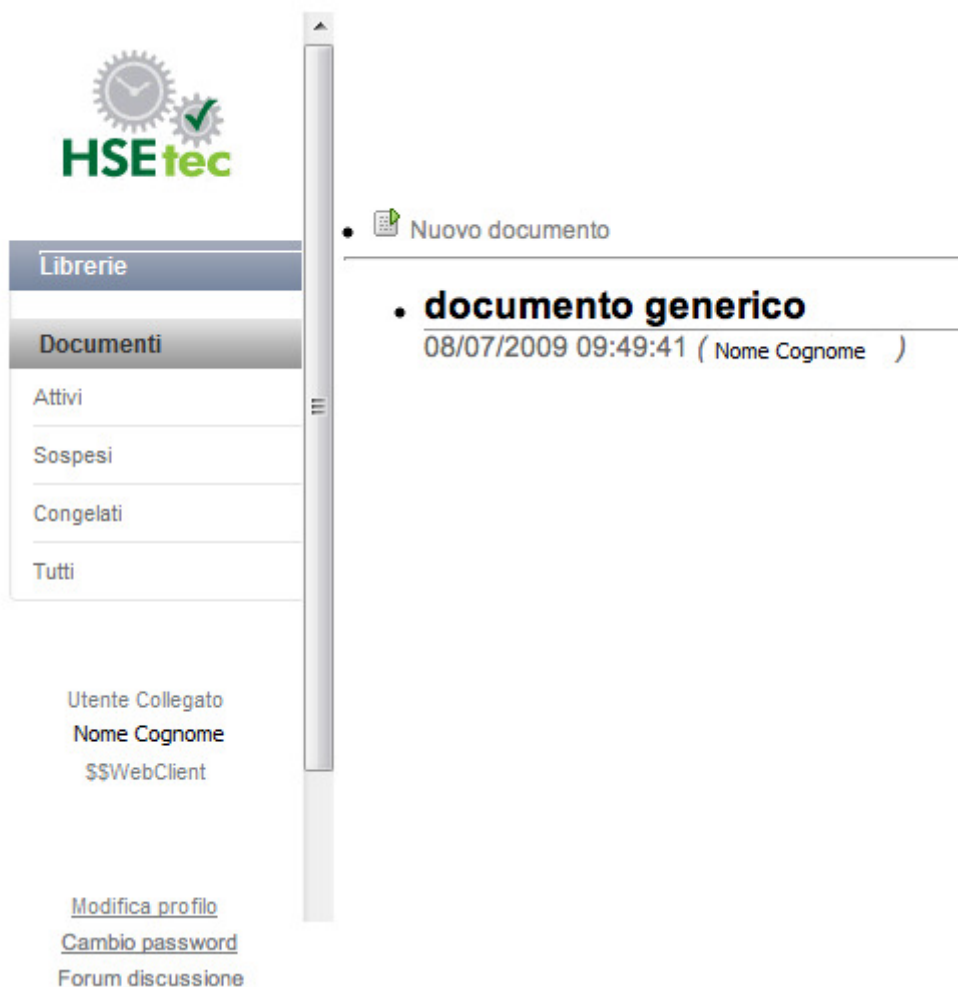 HSEtec
Librerie
Documenti
Attivi
Sospesi
Congelati
Tutti
Utente Collegato
Nome Cognome
$$WebClient
Modifica profilo
Cambio password
Forum discussione
Nuovo documento
documento generico
08/07/2009 09:49:41 ( Nome Cognome )